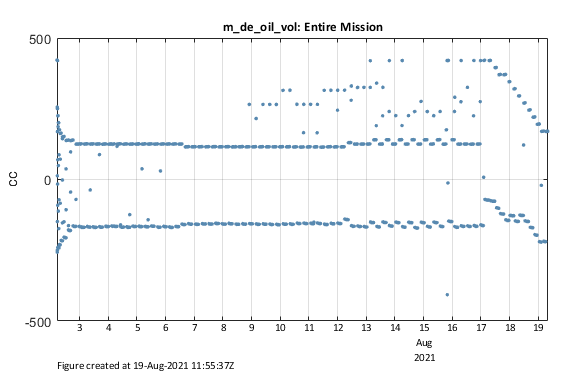 m_de_oil_vol: Entire Mission
500
0
-500
CC
3 4 5 6 7 8 9 10 11 12 13 14 15 16 17 18 19
Aug
2021
Figure created at 19-Aug-2021 11:55:37Z